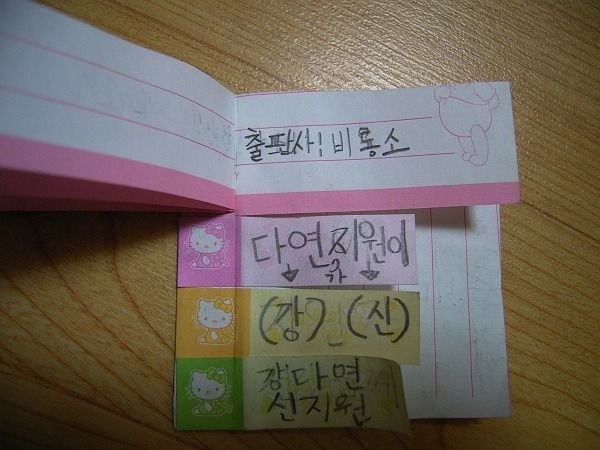 출판사: 비룡소
다연지원이
가
(강) (신)
강다연
선지원